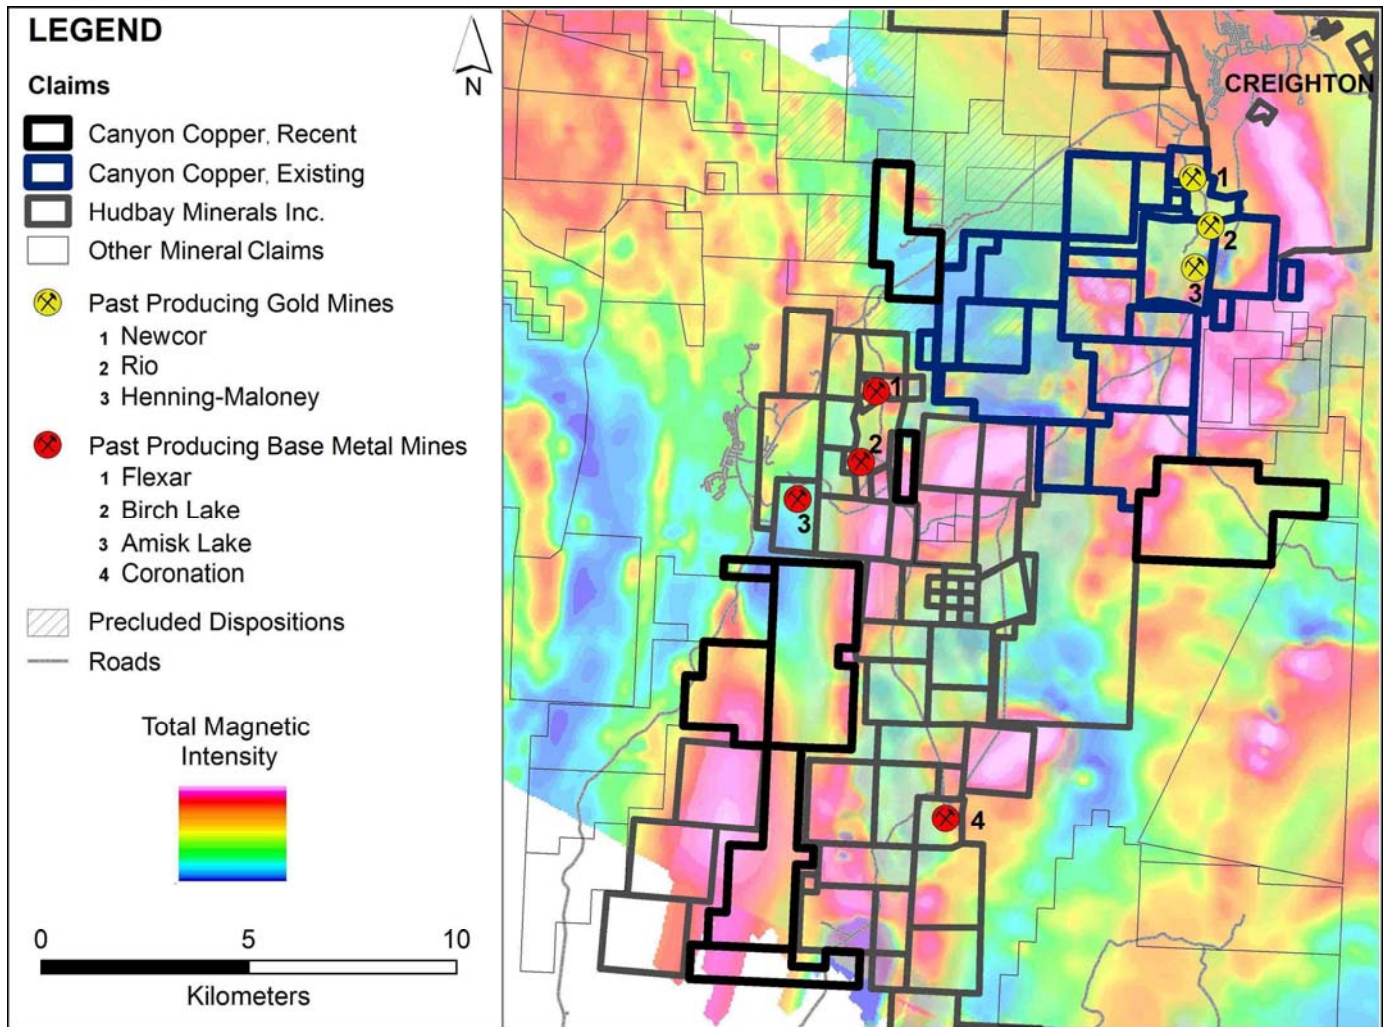 LEGEND
N
Claims
Canyon Copper, Recent
Canyon Copper, Existing
Hudbay Minerals Inc.
Other Mineral Claims
Past Producing Gold Mines
1 Newcor
2 Rio
3 Henning-Maloney
Past Producing Base Metal Mines
1 Flexar
2 Birch Lake
3 Amisk Lake
4 Coronation
Precluded Dispositions
Roads
Total Magnetic
Intensity
0 5 10
Kilometers
CREIGHTON
1
2
3
1
2
3
4